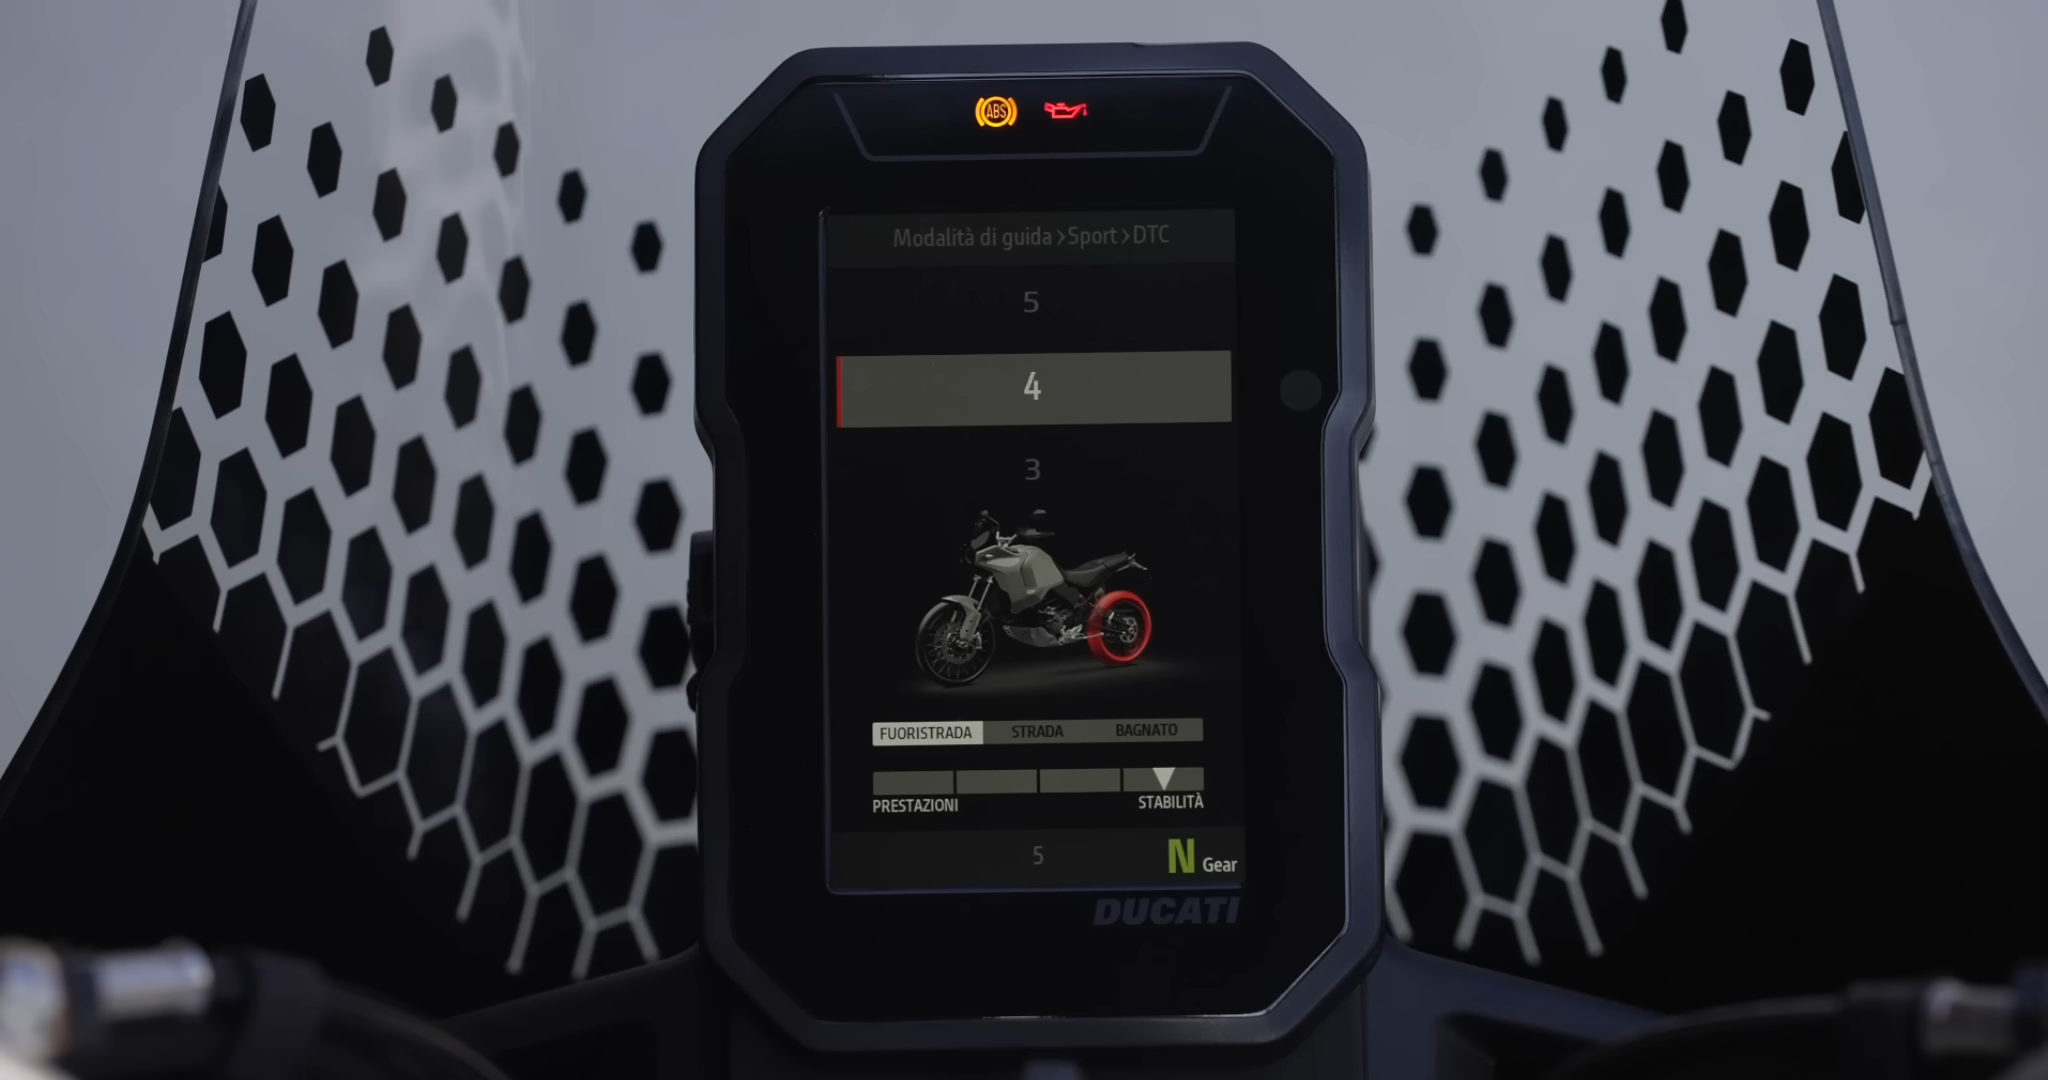 ABS
Modalità di guida >Sport >DTC
5
4
3
FUORISTRADA STRADA BAGNATO
PRESTAZIONI STABILITÀ
5 N Gear
DUCATI